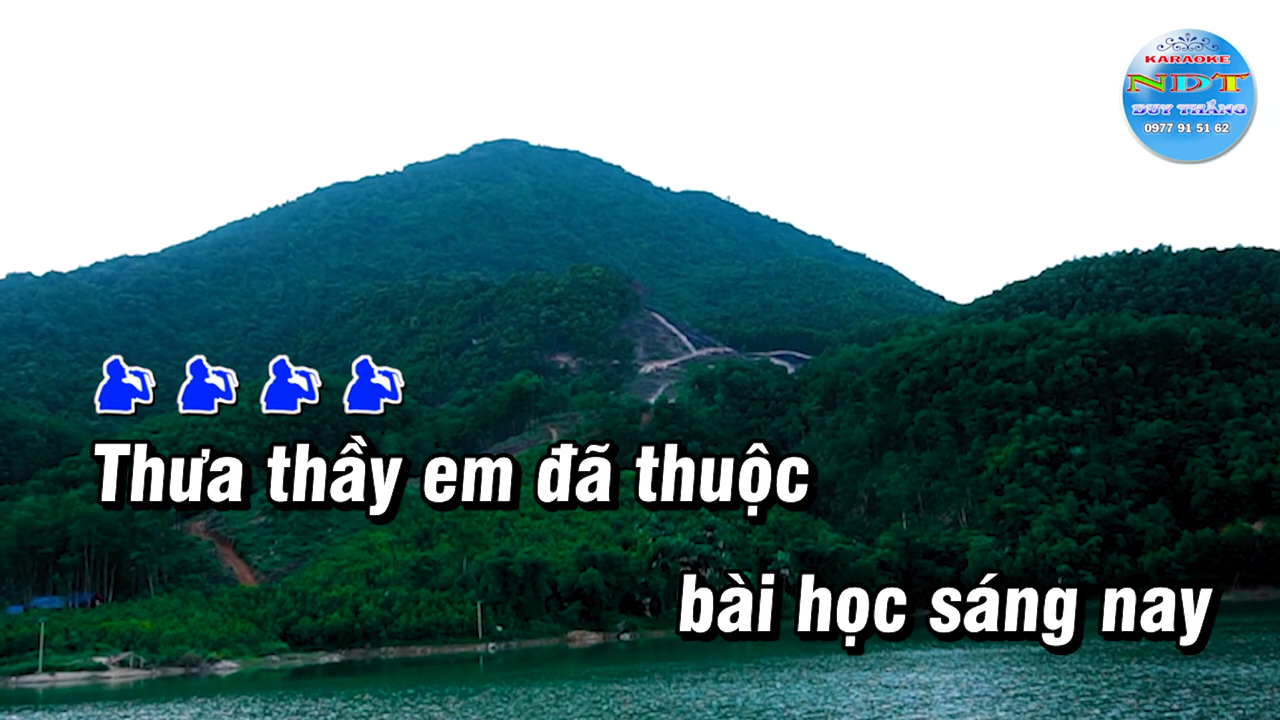 KARAOKE
NDT
DUY THẮNG
0977 91 51 62
Thưa thầy em đã thuộc
bài học sáng nay